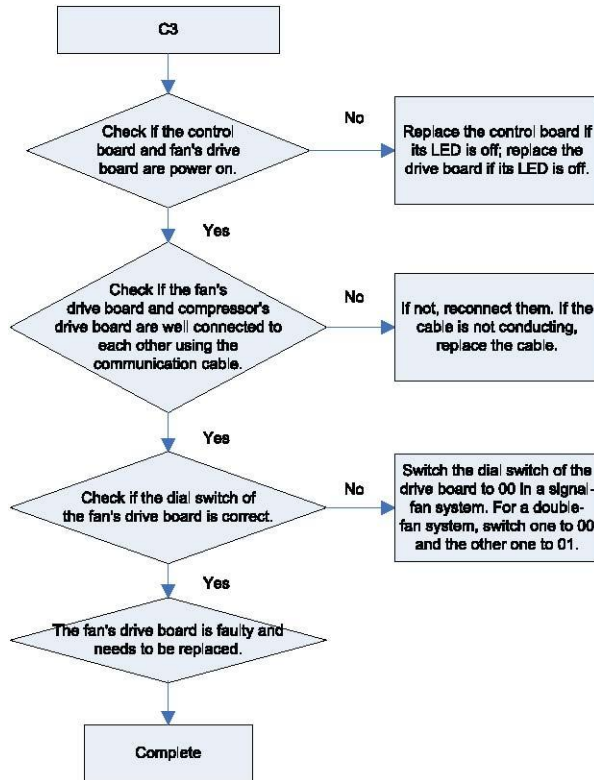 C3
Check if the control
board and fan's drive
board are power on.
No
Replace the control board if
its LED is off; replace the
drive board if its LED is off.
Yes
Check if the fan's
drive board and compressor's
drive board are well connected to
each other using the
communication cable.
No
If not, reconnect them. If the
cable is not conducting,
replace the cable.
Yes
Check if the dial switch of
the fan's drive board is correct.
No
Switch the dial switch of the
drive board to 00 in a signal-
fan system. For a double-
fan system, switch one to 00
and the other one to 01.
Yes
The fan's drive board is faulty and
needs to be replaced.
Complete